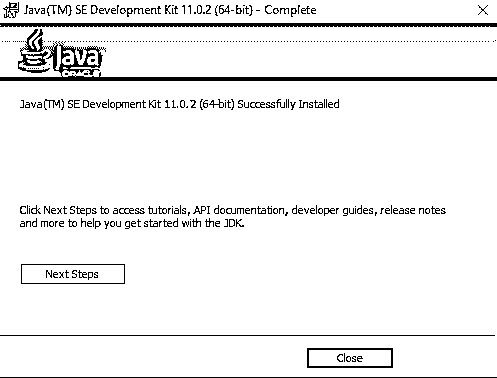 Java(TM) SE Development Kit 11.0.2 (64-bit) - Complete
Java
ORACLE
Java(TM) SE Development Kit 11.0.2 (64-bit) Successfully Installed
Click Next Steps to access tutorials, API documentation, developer guides, release notes
and more to help you get started with the JDK.
Next Steps
Close